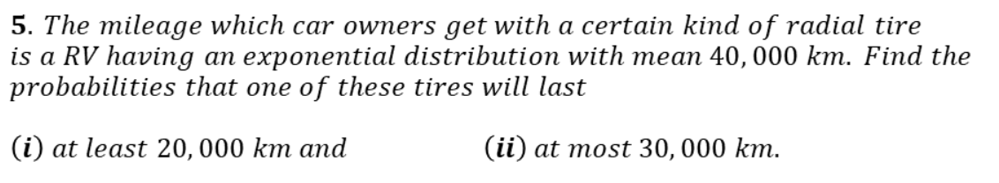 5. The mileage which car owners get with a certain kind of radial tire
is a RV having an exponential distribution with mean 40,000 km. Find the
probabilities that one of these tires will last
(i) at least 20,000 km and (ii) at most 30,000 km.